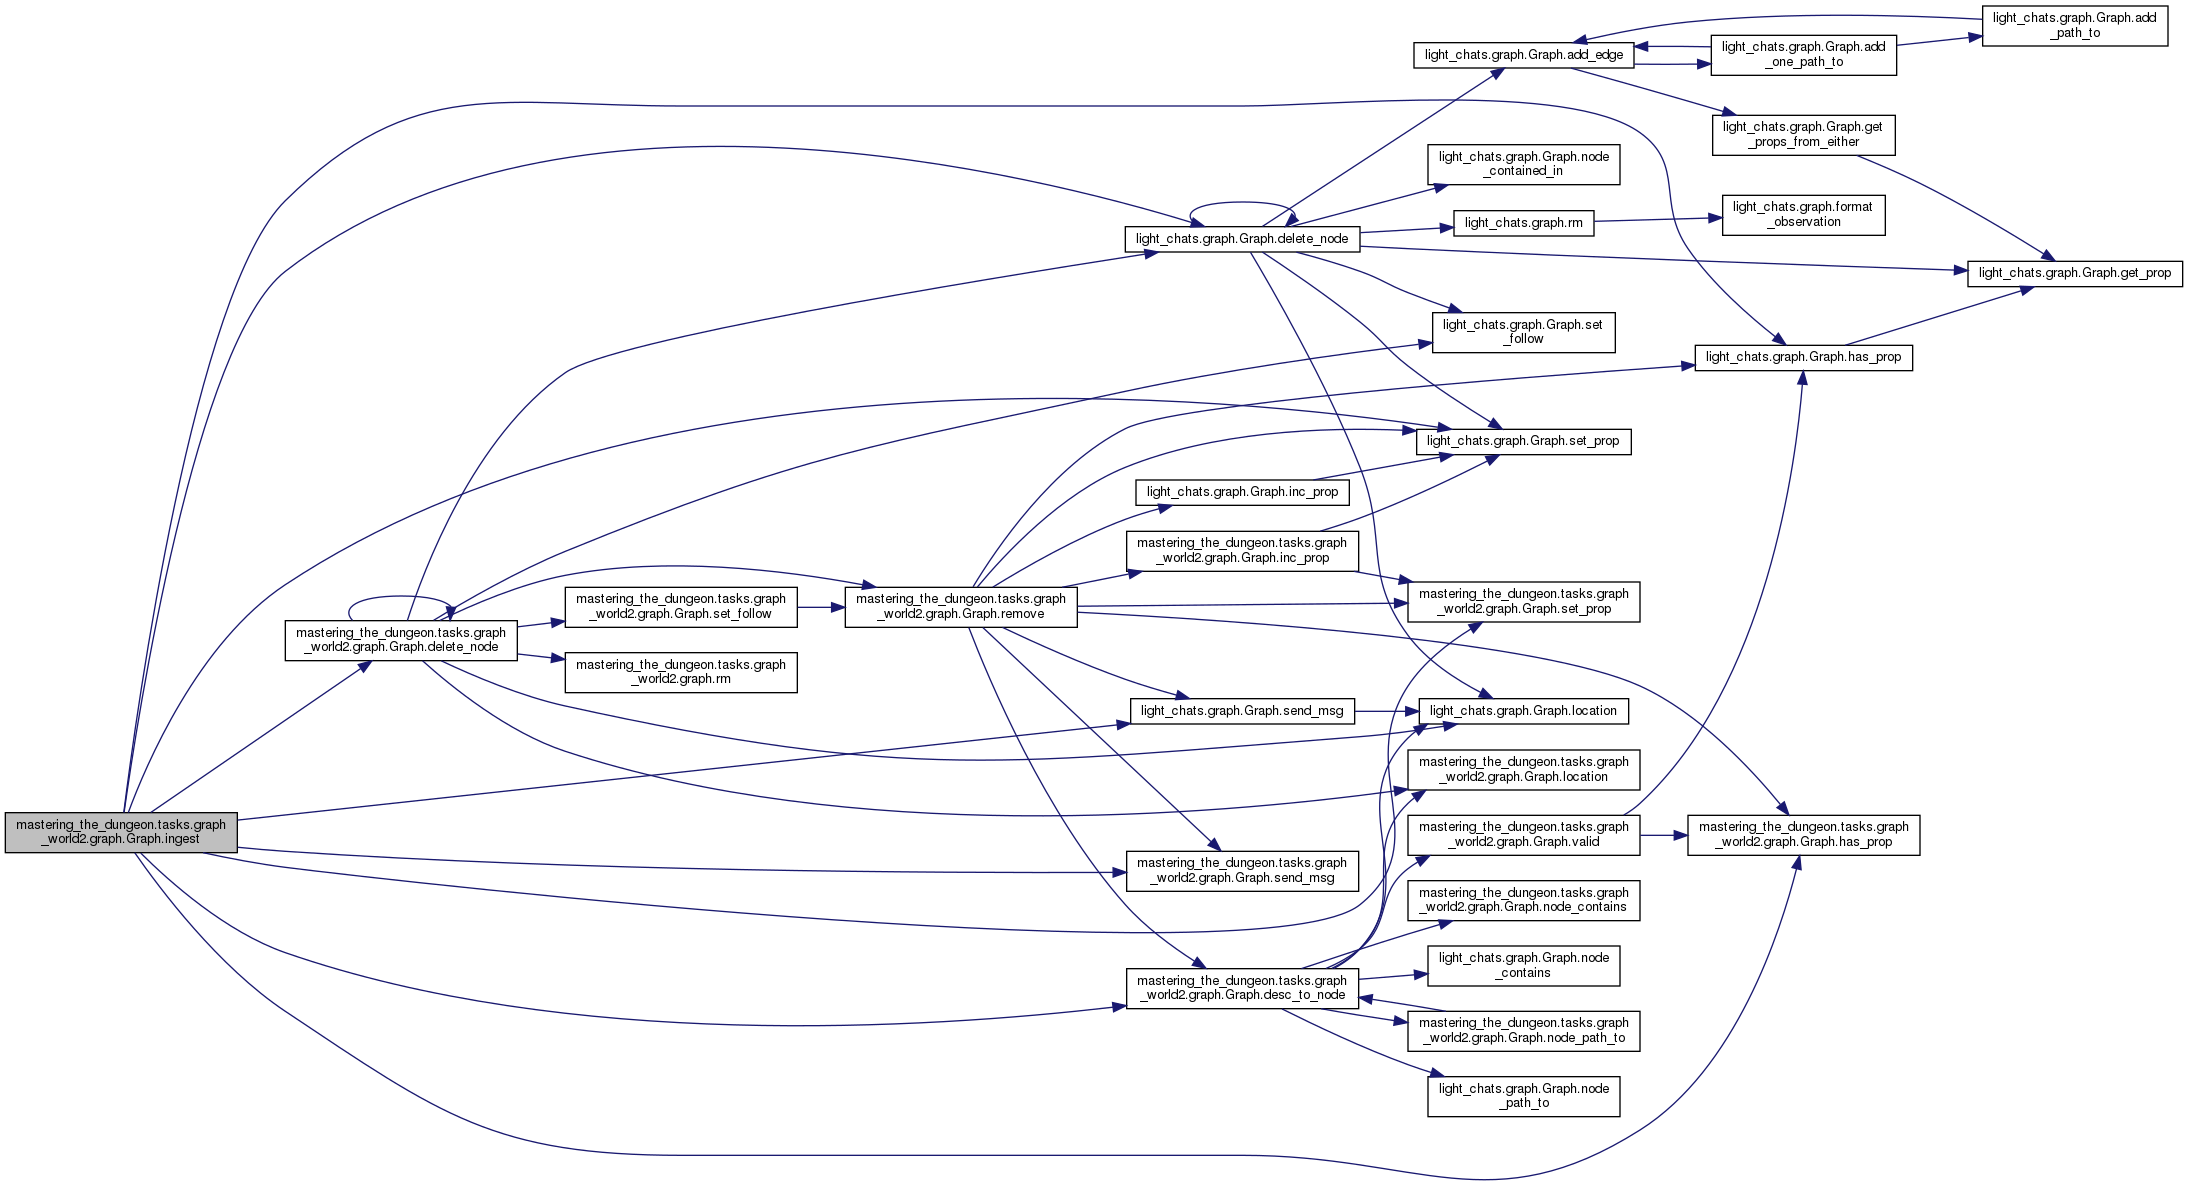 light_chats.graph.Graph.add
_path_to
light_chats.graph.Graph.add_edge
light_chats.graph.Graph.add
_one_path_to
light_chats.graph.Graph.get
_props_from_either
light_chats.graph.Graph.node
_contained_in
light_chats.graph.rm
light_chats.graph.format
_observation
light_chats.graph.Graph.delete_node
light_chats.graph.Graph.get_prop
light_chats.graph.Graph.set
_follow
light_chats.graph.Graph.has_prop
light_chats.graph.Graph.set_prop
light_chats.graph.Graph.inc_prop
mastering_the_dungeon.tasks.graph
_world2.graph.Graph.inc_prop
mastering_the_dungeon.tasks.graph
_world2.graph.Graph.set_prop
mastering_the_dungeon.tasks.graph
_world2.graph.Graph.set_follow
mastering_the_dungeon.tasks.graph
_world2.graph.Graph.remove
mastering_the_dungeon.tasks.graph
_world2.graph.Graph.delete_node
mastering_the_dungeon.tasks.graph
_world2.graph.rm
light_chats.graph.Graph.send_msg
light_chats.graph.Graph.location
mastering_the_dungeon.tasks.graph
_world2.graph.Graph.location
mastering_the_dungeon.tasks.graph
_world2.graph.Graph.ingest
mastering_the_dungeon.tasks.graph
_world2.graph.Graph.valid
mastering_the_dungeon.tasks.graph
_world2.graph.Graph.has_prop
mastering_the_dungeon.tasks.graph
_world2.graph.Graph.send_msg
mastering_the_dungeon.tasks.graph
_world2.graph.Graph.node_contains
light_chats.graph.Graph.node
_contains
mastering_the_dungeon.tasks.graph
_world2.graph.Graph.desc_to_node
mastering_the_dungeon.tasks.graph
_world2.graph.Graph.node_path_to
light_chats.graph.Graph.node
_path_to